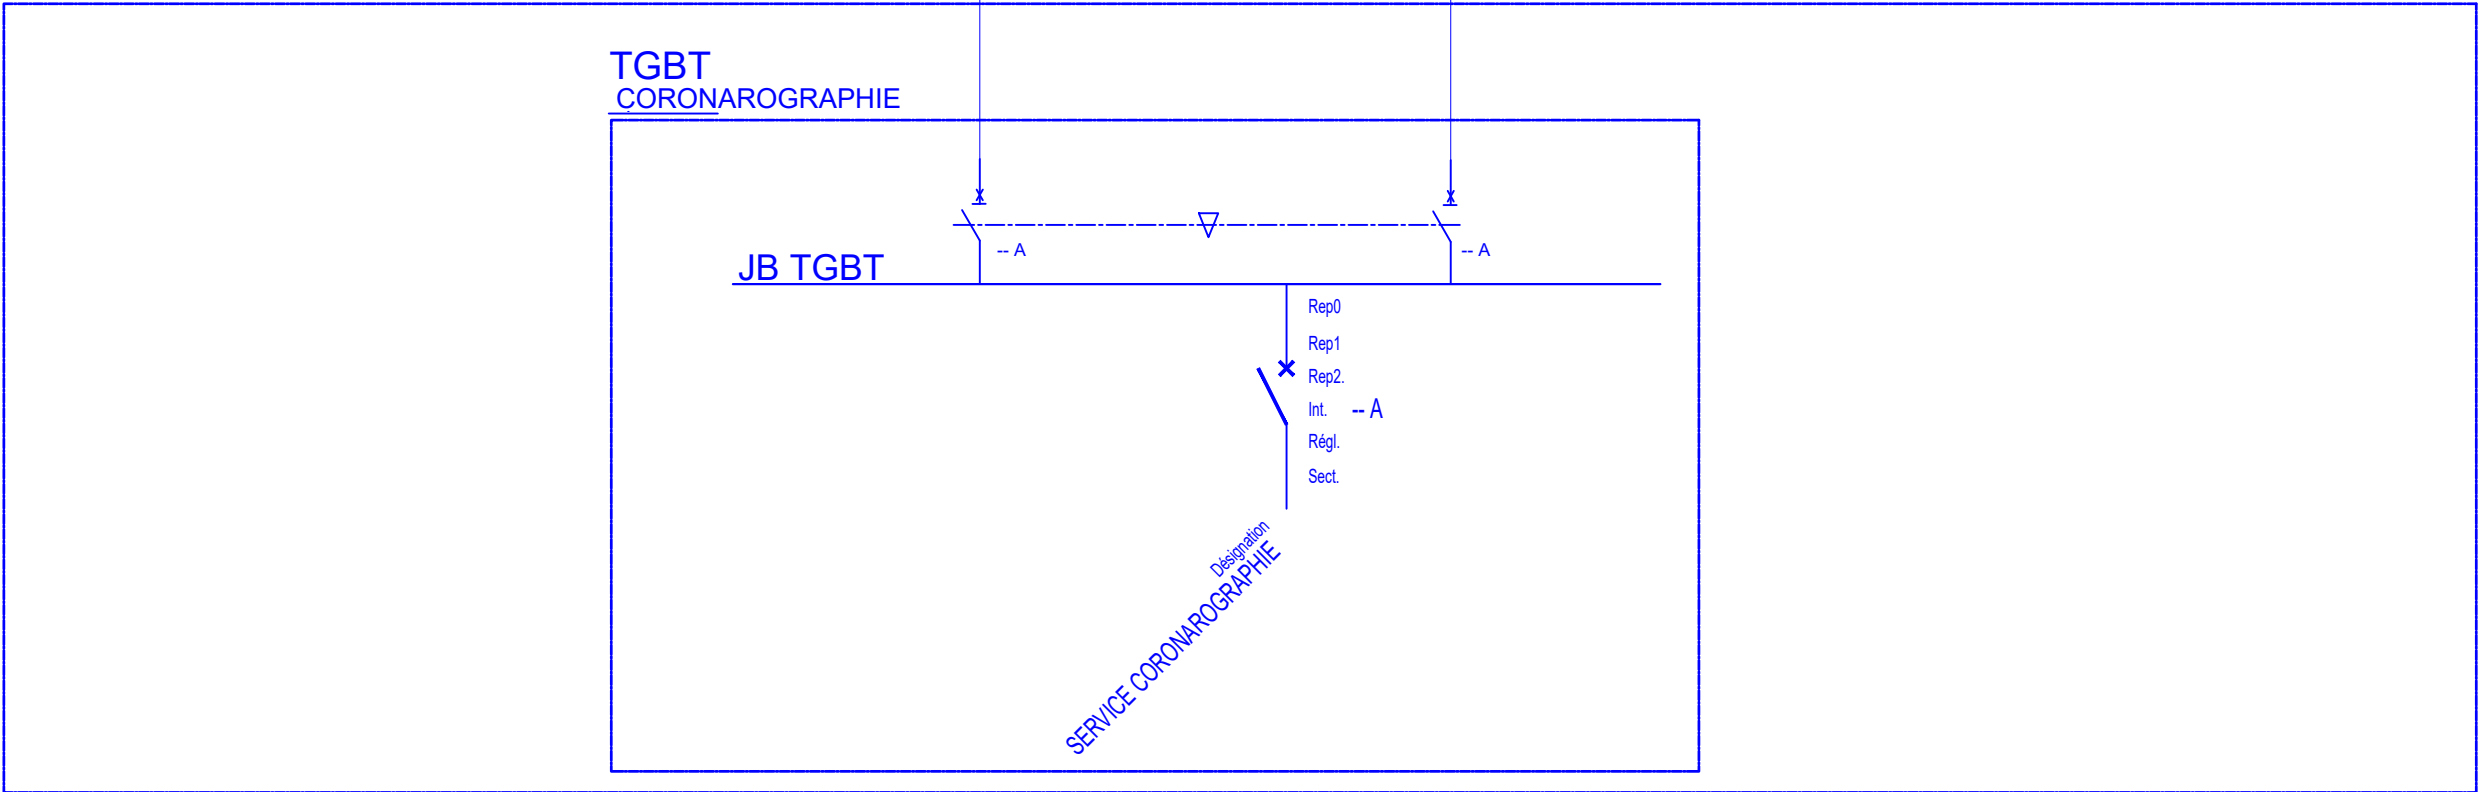 TGBT
CORONAROGRAPHIE
-- A
-- A
JB TGBT
Rep0
Rep1
Rep2.
Int. -- A
Régl.
Sect.
Désignation
SERVICE CORONAROGRAPHIE